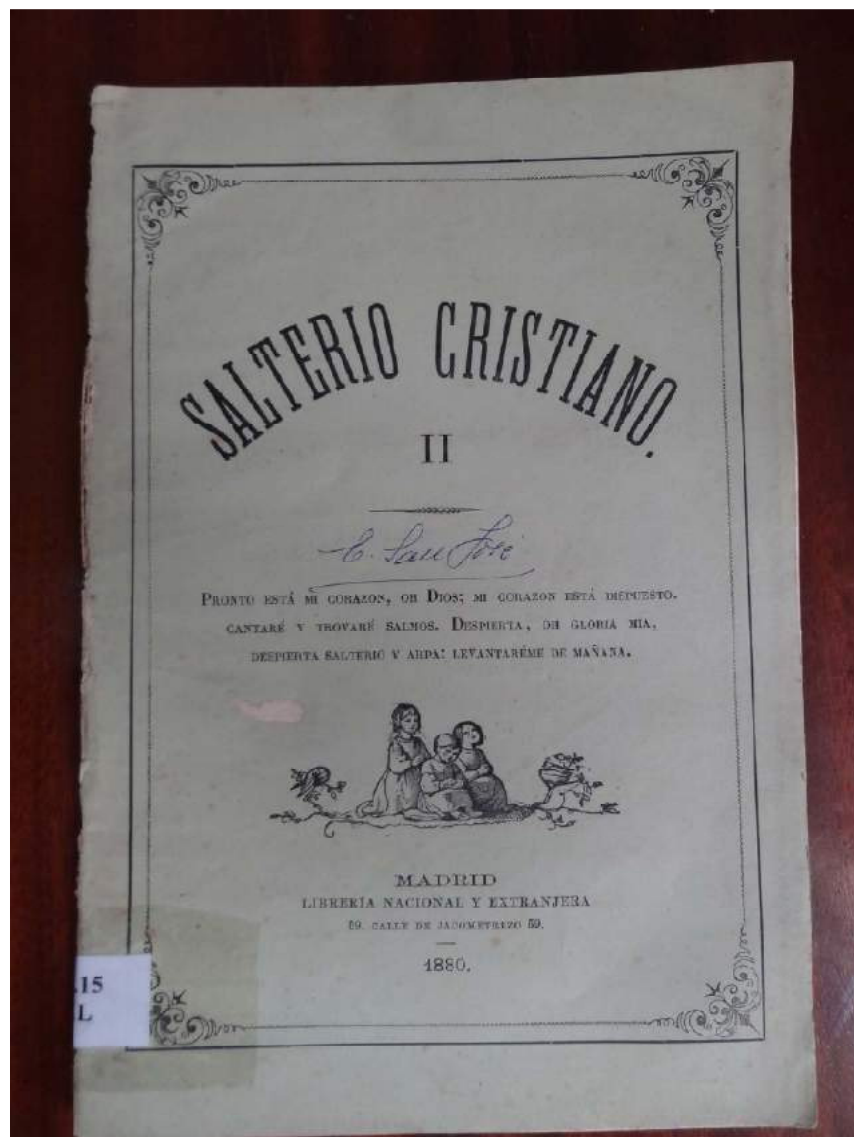 SALTERIO CRISTIANO.
II
E. San José
PRONTO ESTÁ MI CORAZON, OH DIOS; MI CORAZON ESTÁ DISPUESTO.
CANTARÉ Y TROVARÉ SALMOS. DESPIERTA, OH GLORIA MIA,
DESPIERTA SALTERIO Y ARPA: LEVANTARÉME DE MAÑANA.
MADRID
LIBRERÍA NACIONAL Y EXTRANJERA
59. CALLE DE JACOMETREZO 59.
1880.
.15
L